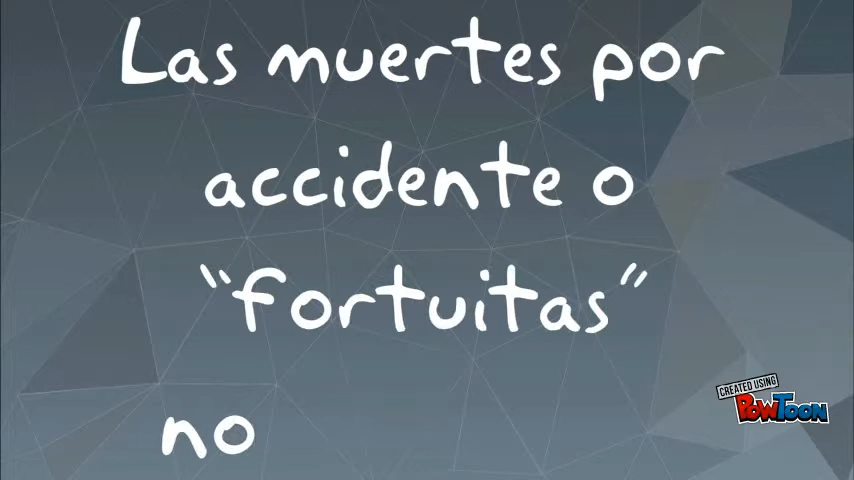 Las muertes por
accidente o
"fortuitas"
no
CREATED USING
POWTOON